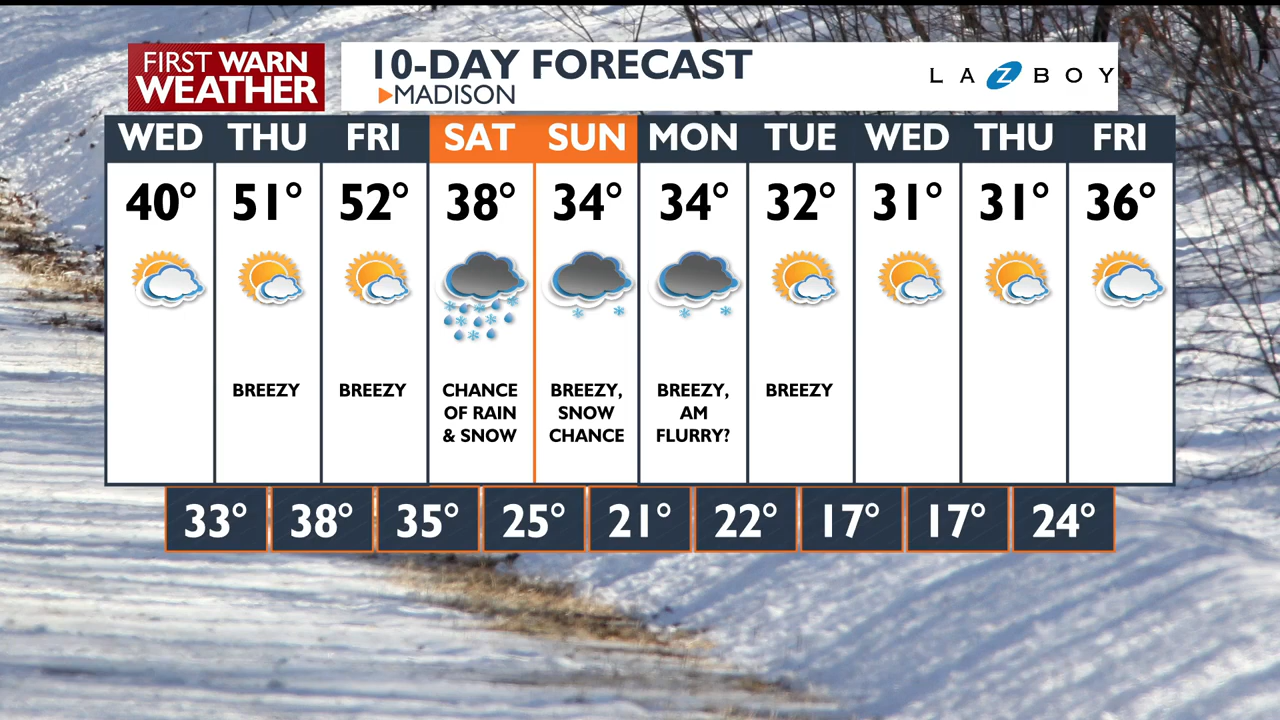 FIRST WARN
WEATHER
10-DAY FORECAST
MADISON
LAZBOY
WED THU FRI SAT SUN MON TUE WED THU FRI
40° 51° 52° 38° 34° 34° 32° 31° 31° 36°
BREEZY BREEZY CHANCE BREEZY, BREEZY, BREEZY
OF RAIN SNOW AM
& SNOW CHANCE FLURRY?
33° 38° 35° 25° 21° 22° 17° 17° 24°